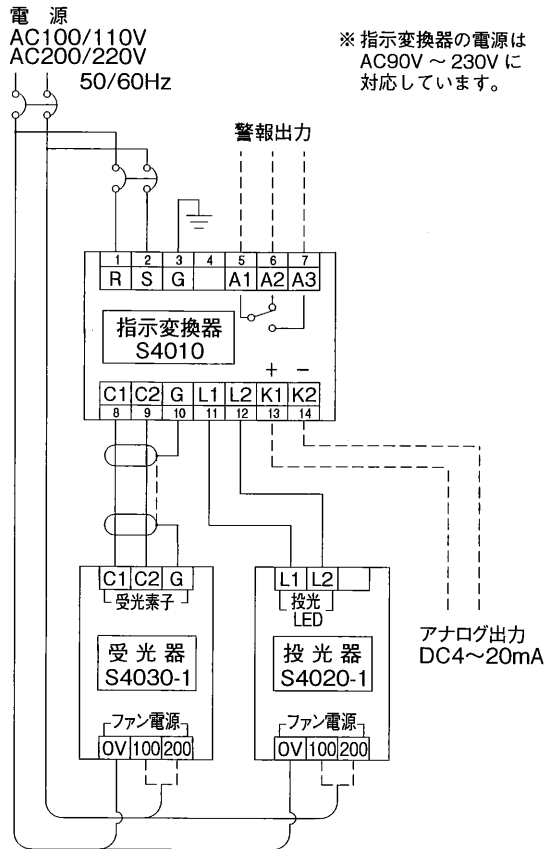 電 源
AC100/110V
AC200/220V
50/60Hz
※ 指示変換器の電源は
AC90V ～ 230V に
対応しています。
警報出力
1 2 3 4 5 6 7
R S G A1 A2 A3
指示変換器
S4010
+ −
C1 C2 G L1 L2 K1 K2
8 9 10 11 12 13 14
C1 C2 G
受光素子
受 光 器
S4030-1
ファン電源
0V 100 200
L1 L2
投光
LED
投 光 器
S4020-1
ファン電源
0V 100 200
アナログ出力
DC4～20mA